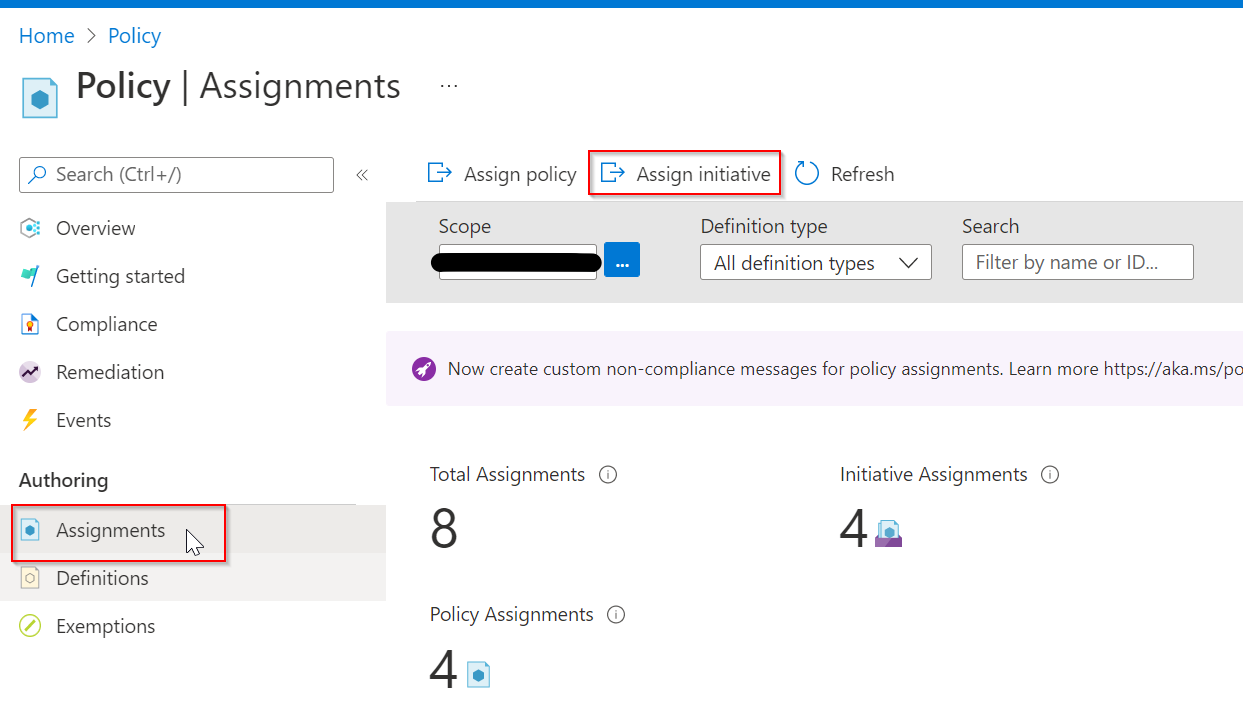 Home > Policy
Policy | Assignments ...
Search (Ctrl+/) «
Assign policy Assign initiative Refresh
Overview
Getting started
Compliance
Remediation
Events
Authoring
Assignments
Definitions
Exemptions
Scope Definition type Search
... All definition types Filter by name or ID...
Now create custom non-compliance messages for policy assignments. Learn more https://aka.ms/po
Total Assignments Initiative Assignments
8 4
Policy Assignments
4